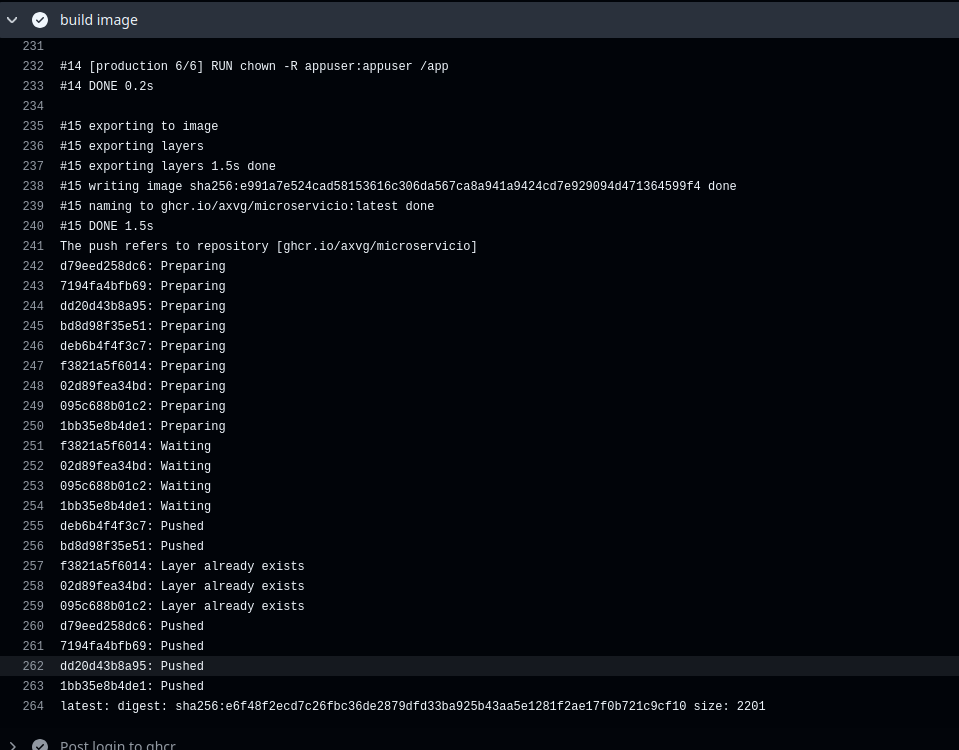 build image
231
232 #14 [production 6/6] RUN chown -R appuser:appuser /app
233 #14 DONE 0.2s
234
235 #15 exporting to image
236 #15 exporting layers
237 #15 exporting layers 1.5s done
238 #15 writing image sha256:e991a7e524cad58153616c306da567ca8a941a9424cd7e929094d471364599f4 done
239 #15 naming to ghcr.io/axvg/microservicio:latest done
240 #15 DONE 1.5s
241 The push refers to repository [ghcr.io/axvg/microservicio]
242 d79eed258dc6: Preparing
243 7194fa4bfb69: Preparing
244 dd20d43b8a95: Preparing
245 bd8d98f35e51: Preparing
246 deb6b4f4f3c7: Preparing
247 f3821a5f6014: Preparing
248 02d89fea34bd: Preparing
249 095c688b01c2: Preparing
250 1bb35e8b4de1: Preparing
251 f3821a5f6014: Waiting
252 02d89fea34bd: Waiting
253 095c688b01c2: Waiting
254 1bb35e8b4de1: Waiting
255 deb6b4f4f3c7: Pushed
256 bd8d98f35e51: Pushed
257 f3821a5f6014: Layer already exists
258 02d89fea34bd: Layer already exists
259 095c688b01c2: Layer already exists
260 d79eed258dc6: Pushed
261 7194fa4bfb69: Pushed
262 dd20d43b8a95: Pushed
263 1bb35e8b4de1: Pushed
264 latest: digest: sha256:e6f48f2ecd7c26fbc36de2879dfd33ba925b43aa5e1281f2ae17f0b721c9cf10 size: 2201
Post login to ghcr